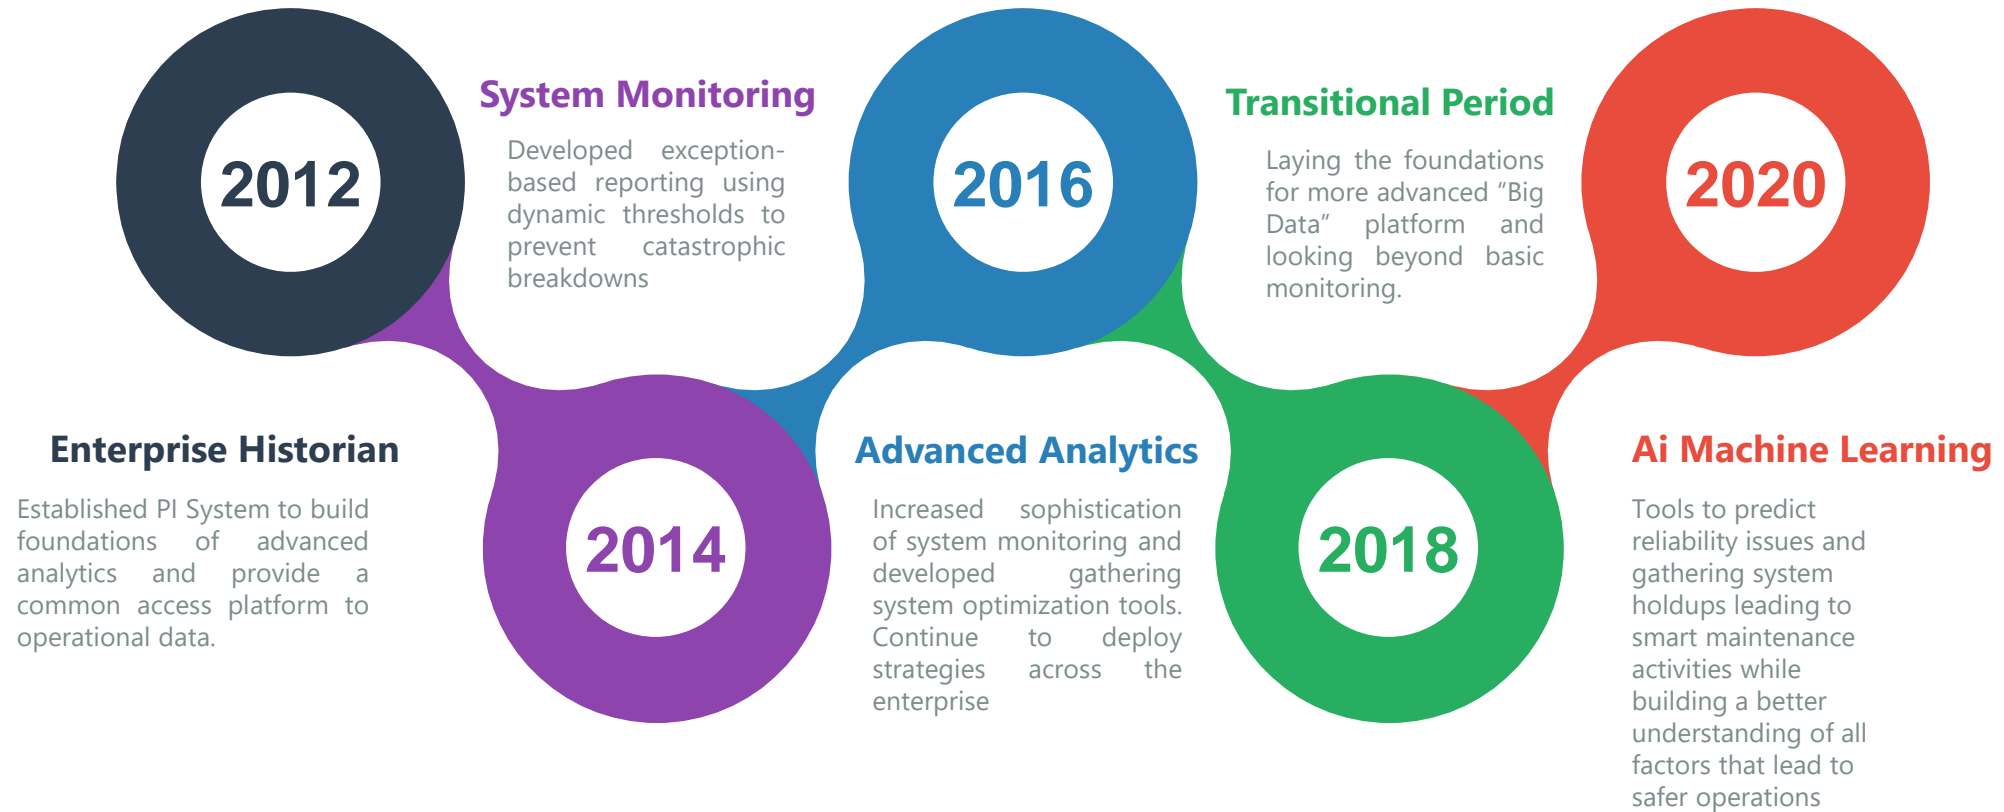 2012
Enterprise Historian
Established PI System to build
foundations of advanced
analytics and provide a
common access platform to
operational data.
System Monitoring
Developed exception-
based reporting using
dynamic thresholds to
prevent catastrophic
breakdowns
2014
2016
Advanced Analytics
Increased sophistication
of system monitoring and
developed gathering
system optimization tools.
Continue to deploy
strategies across the
enterprise
Transitional Period
Laying the foundations
for more advanced “Big
Data” platform and
looking beyond basic
monitoring.
2018
2020
Ai Machine Learning
Tools to predict
reliability issues and
gathering system
holdups leading to
smart maintenance
activities while
building a better
understanding of all
factors that lead to
safer operations